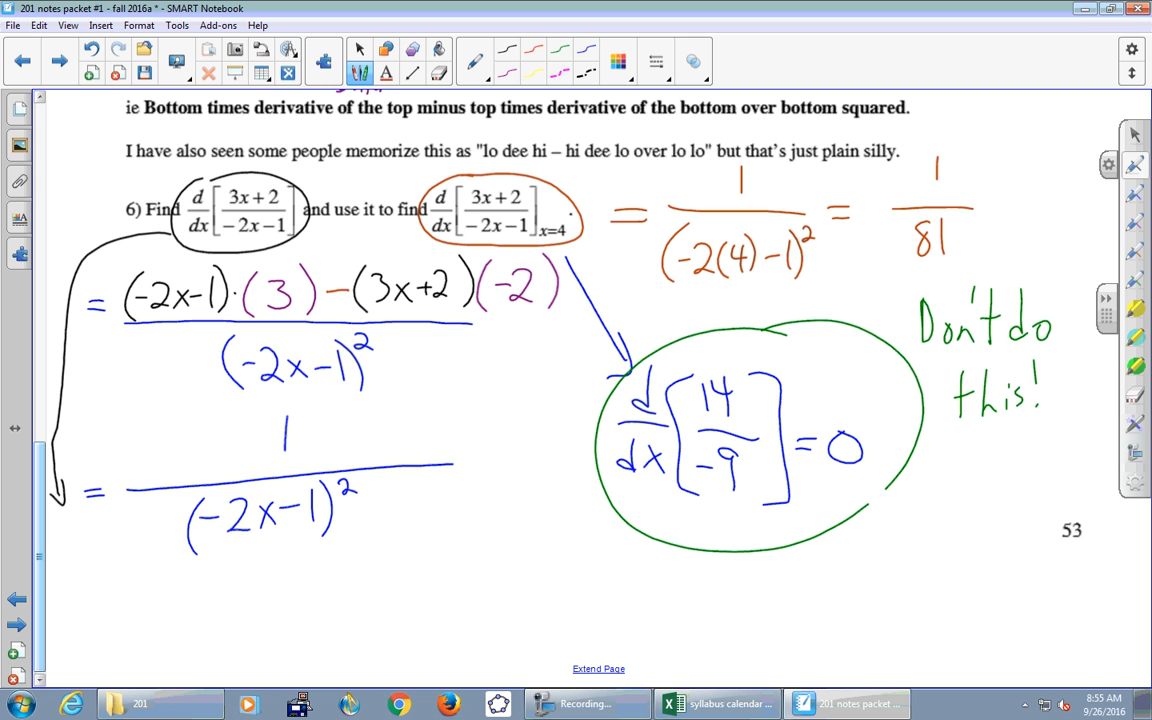 201 notes packet #1 - fall 2016a * - SMART Notebook
File Edit View Insert Format Tools Add-ons Help
ie Bottom times derivative of the top minus top times derivative of the bottom over bottom squared.
I have also seen some people memorize this as "lo dee hi – hi dee lo over lo lo" but that's just plain silly.
6) Find d/dx [ (3x + 2)/(−2x−1) ] and use it to find d/dx [ (3x + 2)/(−2x−1) ]x=4 .
= 1/(-2(4)-1)² = 1/81
= ((-2x-1)·(3) - (3x+2)(-2))/(-2x-1)²
= 1/(-2x-1)²
d/dx [ 14/-9 ] = 0
Don't do
this!
53
Extend Page
201
Recording...
syllabus calendar ...
201 notes packet ...
8:55 AM
9/26/2016